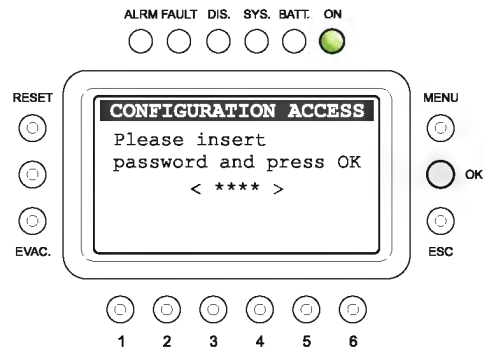 ALRM FAULT DIS. SYS. BATT. ON
RESET
MENU
CONFIGURATION ACCESS
Please insert
password and press OK
< **** >
OK
EVAC.
ESC
1 2 3 4 5 6